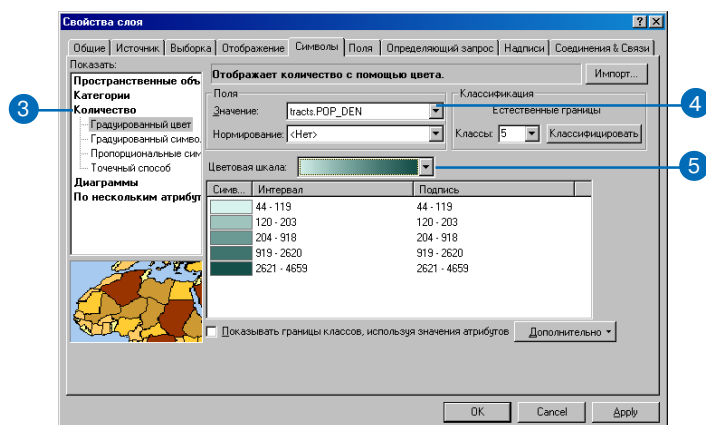 Свойства слоя
Общие Источник Выборка Отображение Символы Поля Определяющий запрос Надписи Соединения & Связи
Показать:
Пространственные объ
Категории
Количество
Градуированный цвет
Градуированный симво.
Пропорциональные сим
Точечный способ
Диаграммы
По нескольким атрибут
Отображает количество с помощью цвета.
Импорт...
Поля
Значение: tracts.POP_DEN
Нормирование: <Нет>
Классификация
Естественные границы
Классы: 5 Классифицировать
Цветовая шкала:
Симв... Интервал Подпись
44 - 119 44 - 119
120 - 203 120 - 203
204 - 918 204 - 918
919 - 2620 919 - 2620
2621 - 4659 2621 - 4659
Показывать границы классов, используя значения атрибутов Дополнительно
OK Cancel Apply
3
4
5